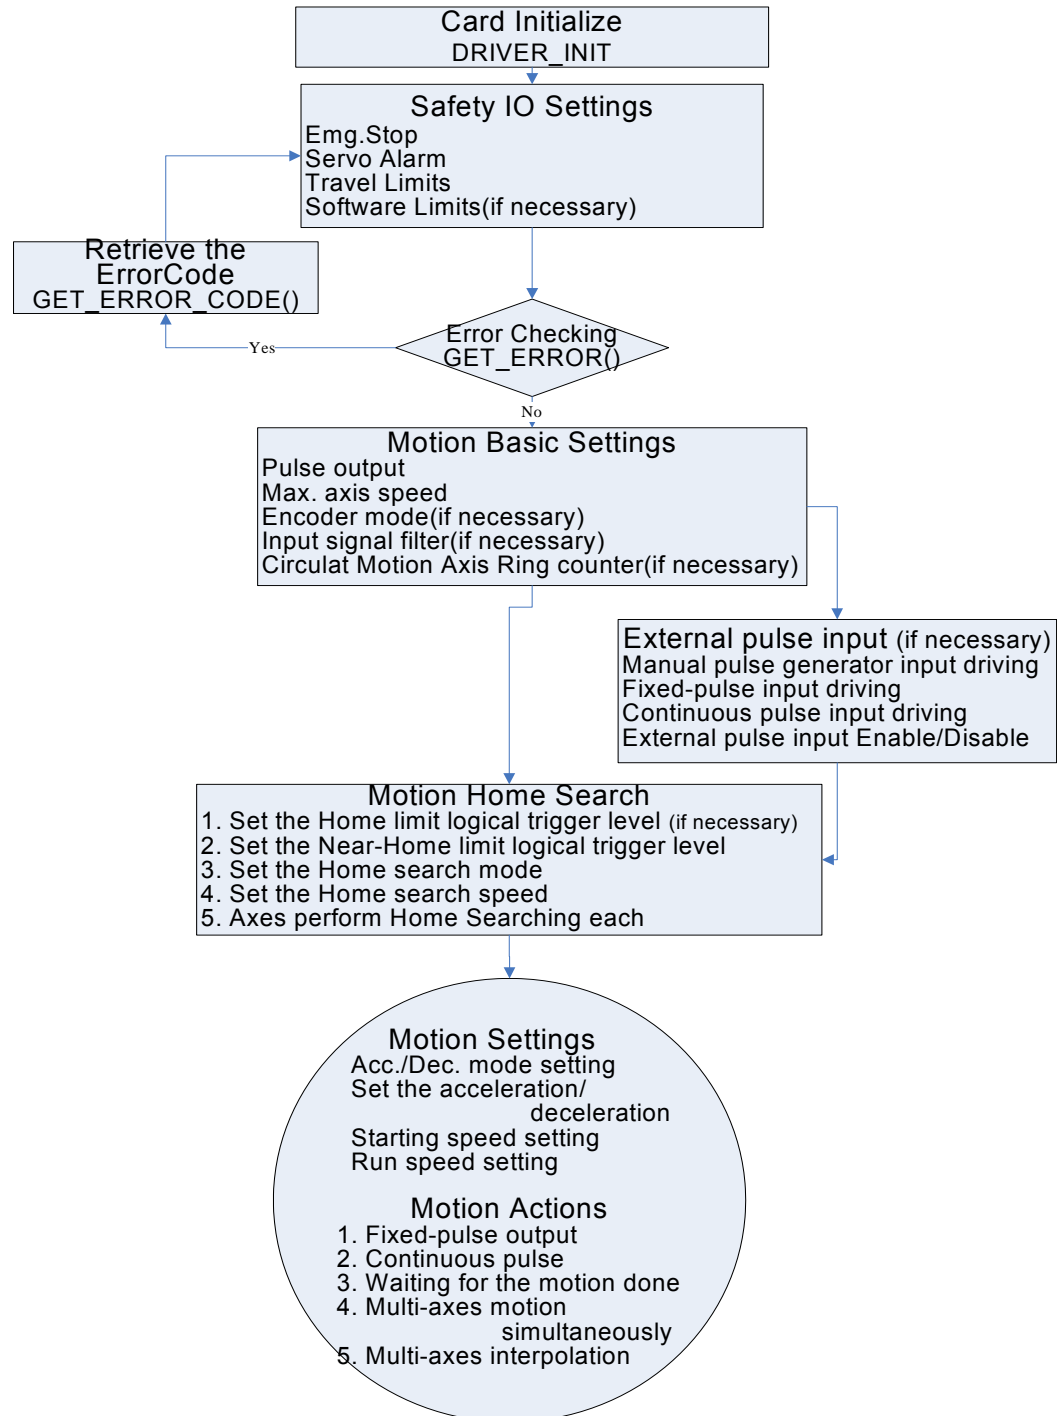 Card Initialize
DRIVER_INIT
Safety IO Settings
Emg.Stop
Servo Alarm
Travel Limits
Software Limits(if necessary)
Retrieve the
ErrorCode
GET_ERROR_CODE()
Error Checking
GET_ERROR()
Yes
No
Motion Basic Settings
Pulse output
Max. axis speed
Encoder mode(if necessary)
Input signal filter(if necessary)
Circulat Motion Axis Ring counter(if necessary)
External pulse input (if necessary)
Manual pulse generator input driving
Fixed-pulse input driving
Continuous pulse input driving
External pulse input Enable/Disable
Motion Home Search
1. Set the Home limit logical trigger level (if necessary)
2. Set the Near-Home limit logical trigger level
3. Set the Home search mode
4. Set the Home search speed
5. Axes perform Home Searching each
Motion Settings
Acc./Dec. mode setting
Set the acceleration/
deceleration
Starting speed setting
Run speed setting
Motion Actions
1. Fixed-pulse output
2. Continuous pulse
3. Waiting for the motion done
4. Multi-axes motion
simultaneously
5. Multi-axes interpolation